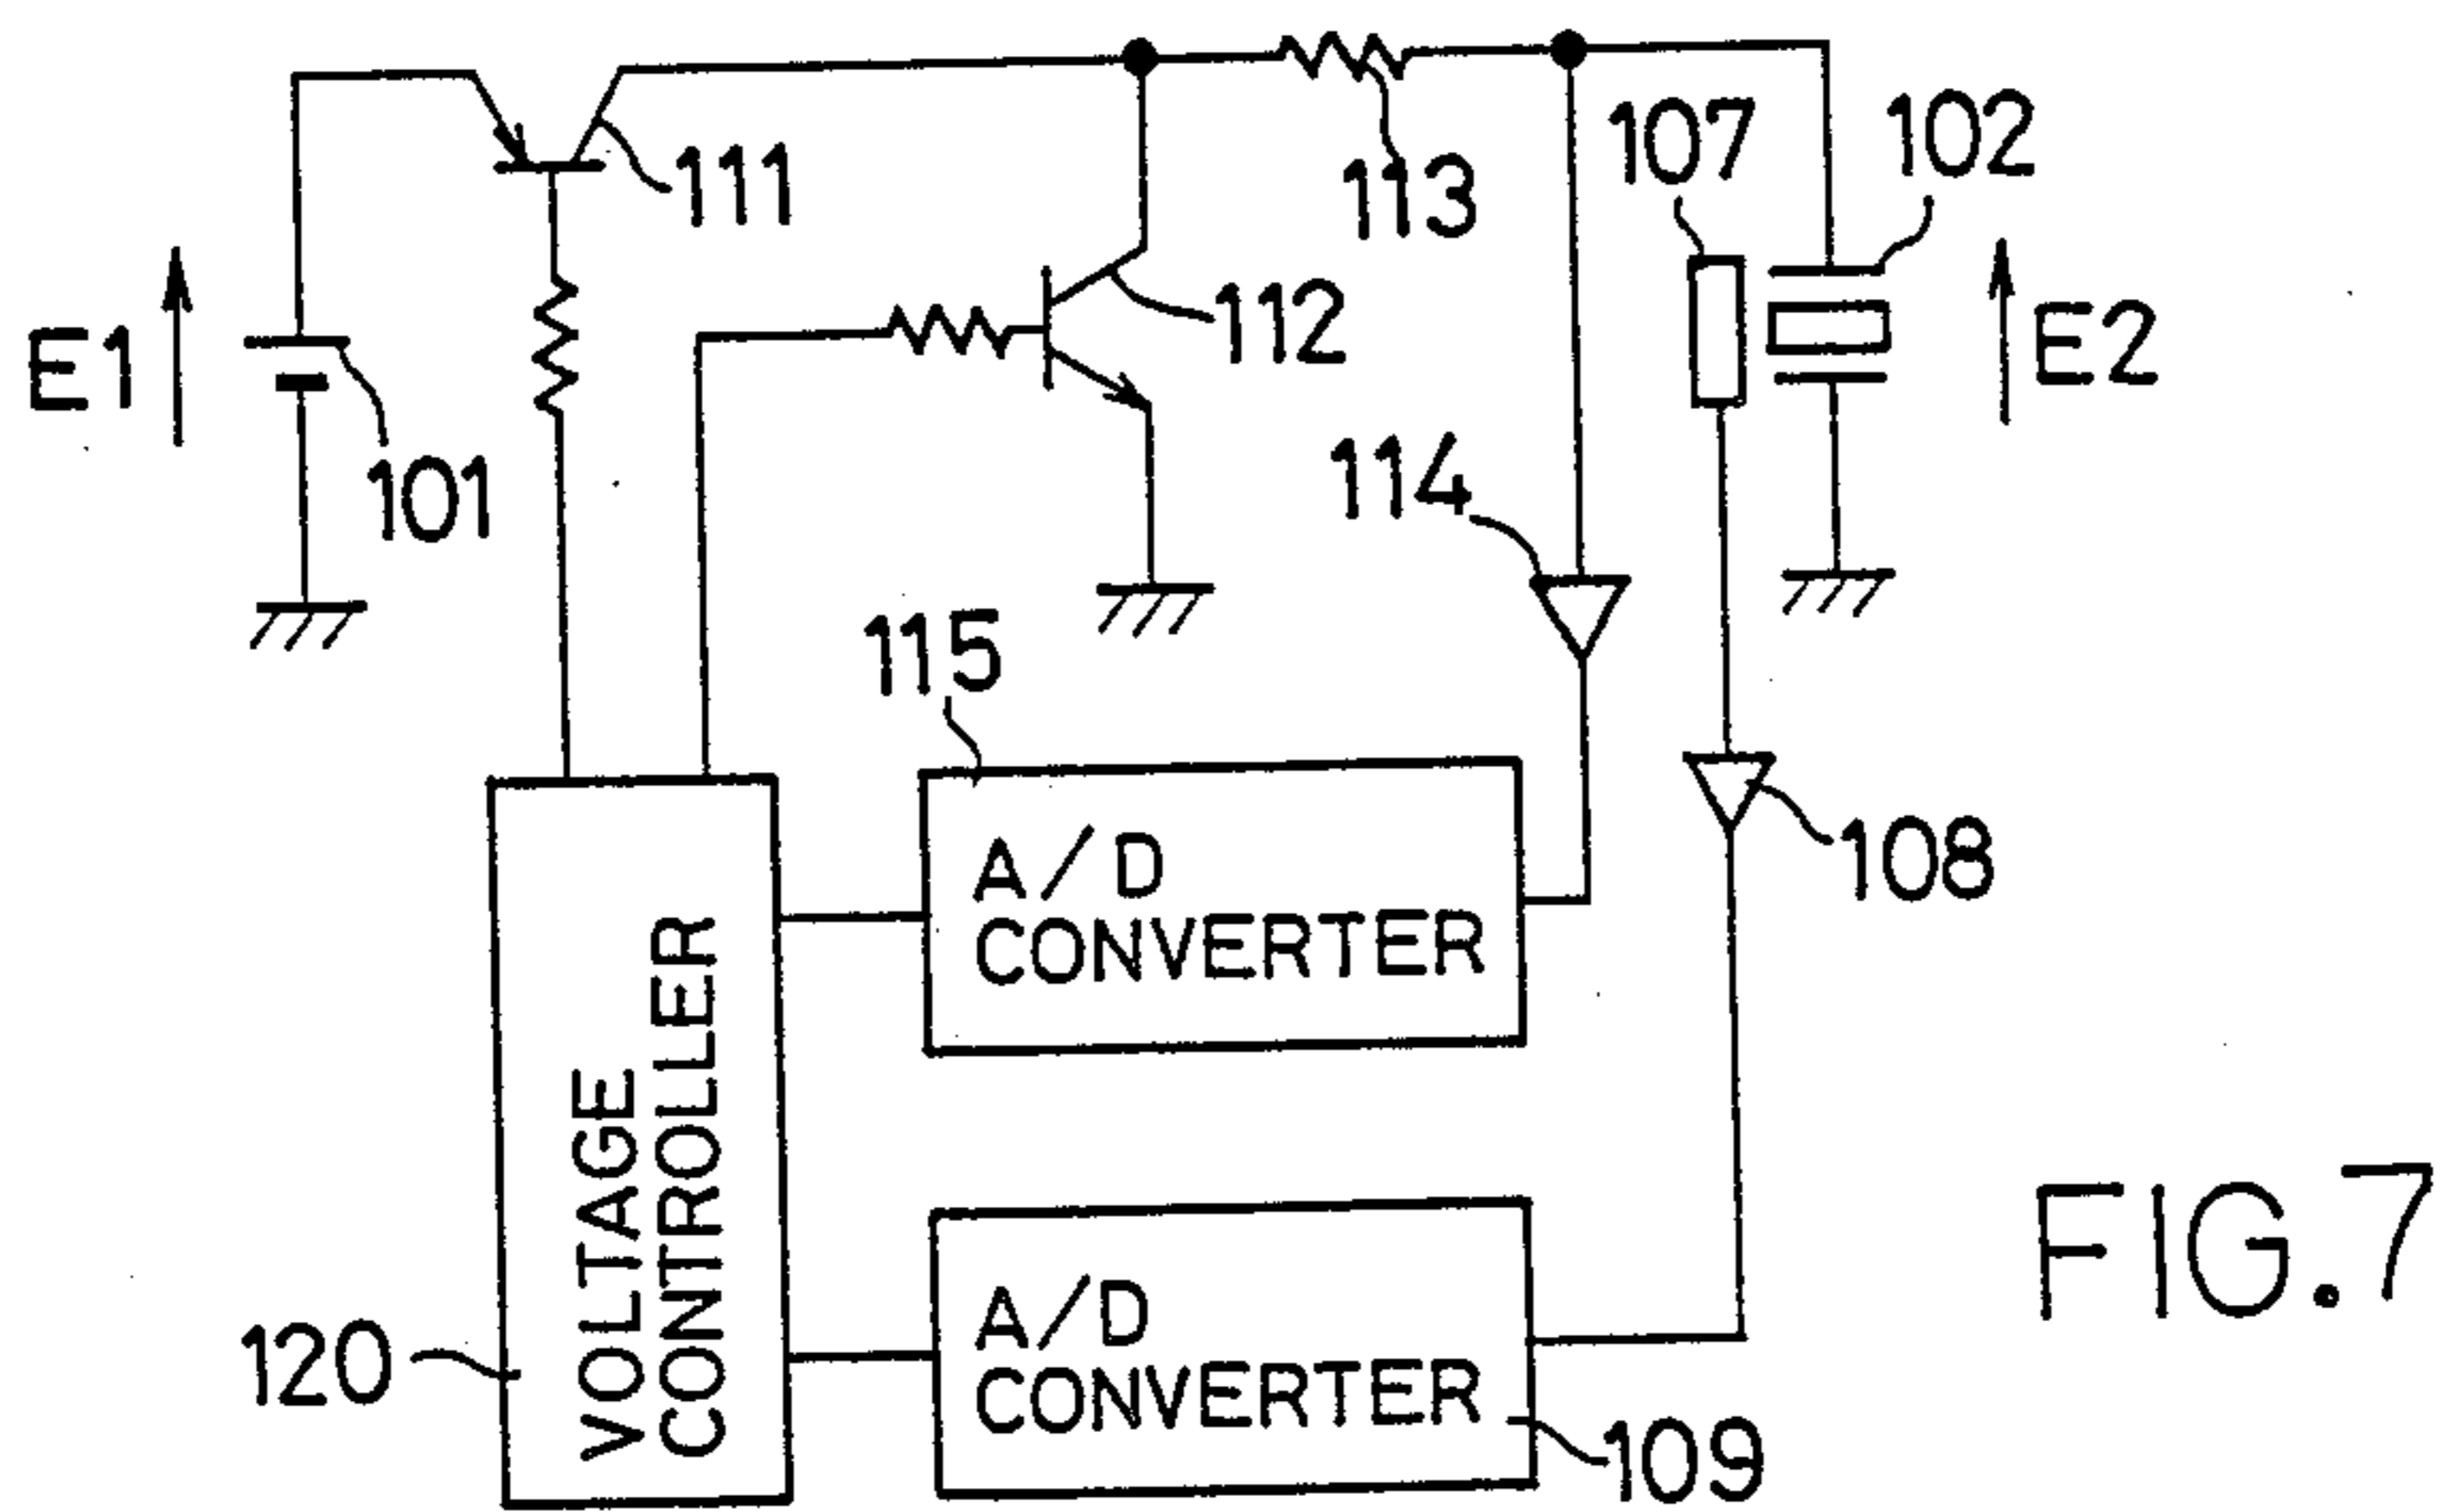 107
102
111
113
E1
112
E2
101
114
115
A/D
CONVERTER
108
VOLTAGE
CONTROLLER
A/D
CONVERTER
120
109
FIG.7